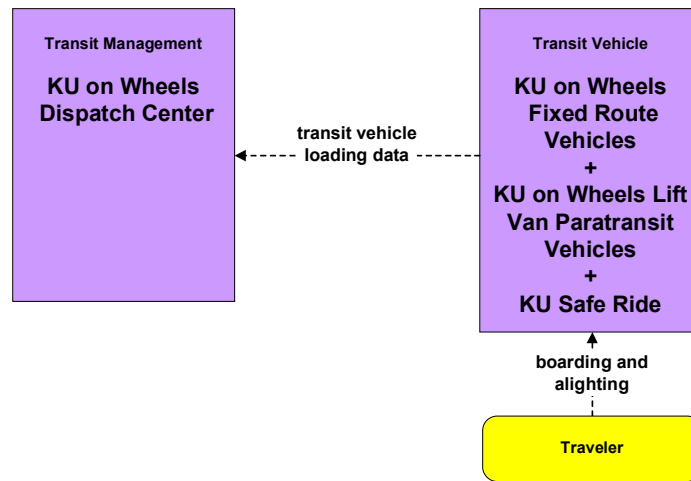 Transit Management
KU on Wheels
Dispatch Center
transit vehicle
loading data
Transit Vehicle
KU on Wheels
Fixed Route
Vehicles
+
KU on Wheels Lift
Van Paratransit
Vehicles
+
KU Safe Ride
boarding and
alighting
Traveler